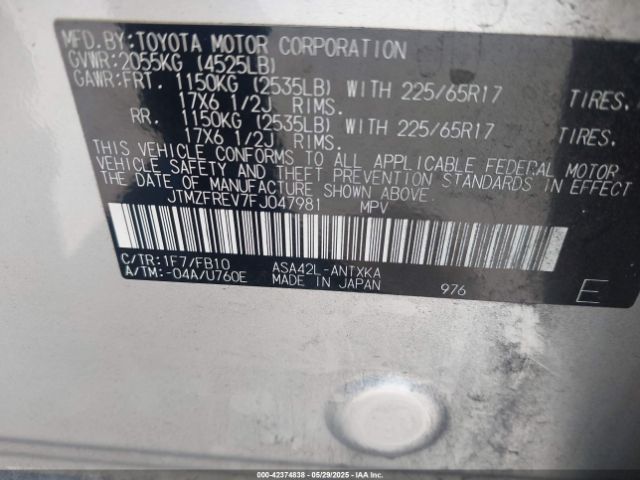 MFD.BY:TOYOTA MOTOR CORPORATION
GVWR:2055KG (4525LB)
GAWR:FRT. 1150KG (2535LB) WITH 225/65R17 TIRES.
17X6 1/2J RIMS.
RR. 1150KG (2535LB) WITH 225/65R17 TIRES.
17X6 1/2J RIMS.
THIS VEHICLE CONFORMS TO ALL APPLICABLE FEDERAL MOTOR
VEHICLE SAFETY AND THEFT PREVENTION STANDARDS IN EFFECT
ON THE DATE OF MANUFACTURE SHOWN ABOVE.
JTMZFREV7FJ047981 MPV
C/TR:1F7/FB10 ASA42L-ANTXKA
A/TM:-04A/U760E MADE IN JAPAN 976 E
000-42374838 - 05/29/2025 - IAA, Inc.